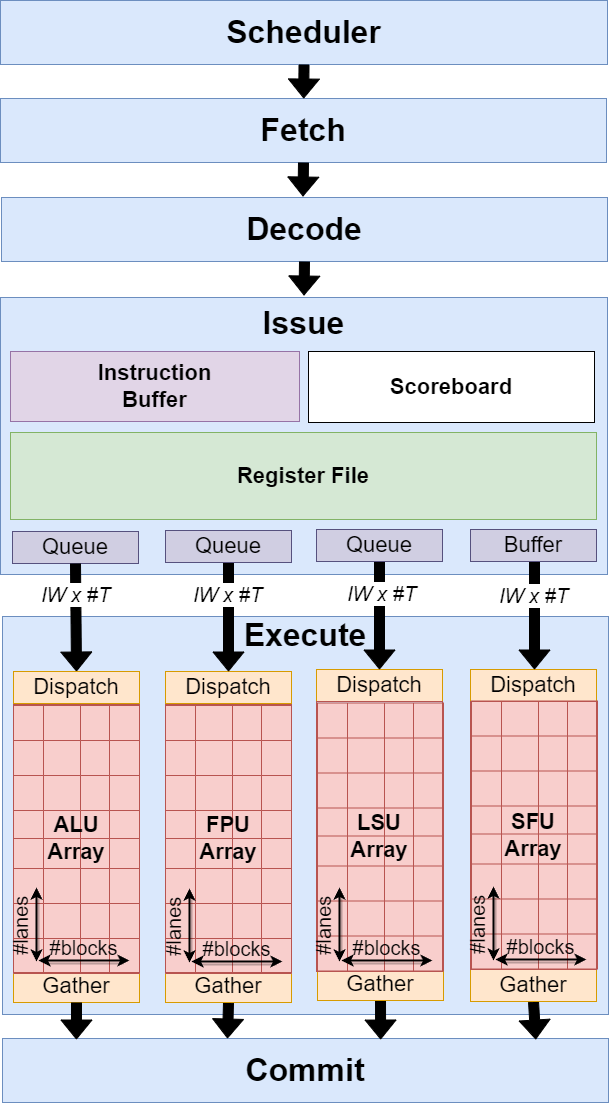 Scheduler
Fetch
Decode
Issue
Instruction
Buffer
Scoreboard
Register File
Queue
Queue
Queue
Buffer
IW x #T
IW x #T
IW x #T
IW x #T
Execute
Dispatch
Dispatch
Dispatch
Dispatch
ALU
Array
FPU
Array
LSU
Array
SFU
Array
#lanes
#blocks
#lanes
#blocks
#lanes
#blocks
#lanes
#blocks
Gather
Gather
Gather
Gather
Commit